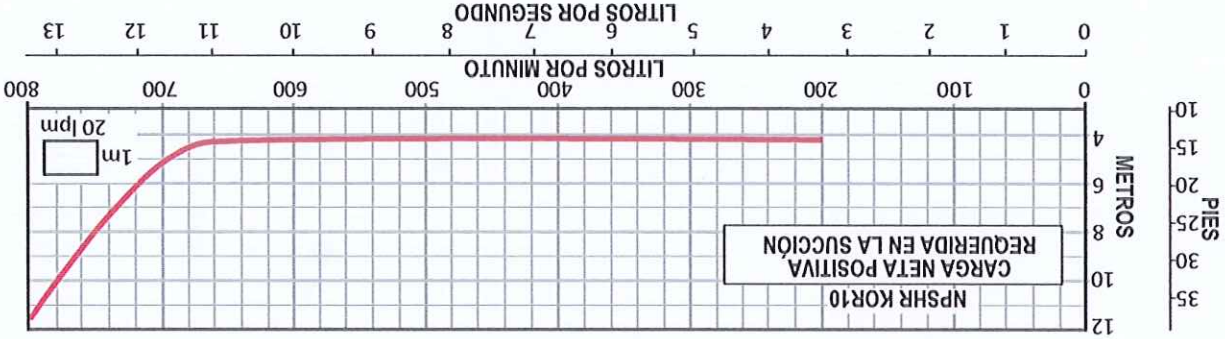 NPSHR KOR10
CARGA NETA POSITIVA
REQUERIDA EN LA SUCCIÓN
PIES
35
30
25
20
15
10
METROS
12
10
8
6
4
1m
20 lpm
0 100 200 300 400 500 600 700 800
LITROS POR MINUTO
0 1 2 3 4 5 6 7 8 9 10 11 12 13
LITROS POR SEGUNDO